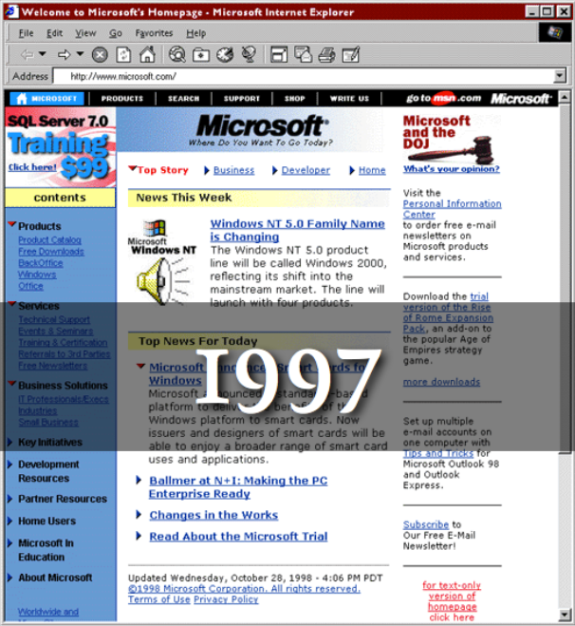 Welcome to Microsoft's Homepage - Microsoft Internet Explorer
File Edit View Go Favorites Help
Address http://www.microsoft.com/
MICROSOFT PRODUCTS SEARCH SUPPORT SHOP WRITE US go to msn.com Microsoft
SQL Server 7.0
Training
Click here! $99
contents
Products
Product Catalog
Free Downloads
BackOffice
Windows
Office
Services
Technical Support
Events & Seminars
Training & Certification
Referrals to 3rd Parties
Free Newsletters
Business Solutions
IT Professionals/Execs
Industries
Small Business
Key Initiatives
Development
Resources
Partner Resources
Home Users
Microsoft In
Education
About Microsoft
Worldwide and
Microsoft
Where Do You Want To Go Today?
Top Story Business Developer Home
News This Week
Microsoft
Windows NT
Windows NT 5.0 Family Name
is Changing
The Windows NT 5.0 product
line will be called Windows 2000,
reflecting its shift into the
mainstream market. The line will
launch with four products.
Top News For Today
1997
Microsoft Smart Cards for
Windows
Microsoft announced a standard-based
platform to deliver the benefits of the
Windows platform to smart cards. Now
issuers and designers of smart cards will be
able to enjoy a broader range of smart card
uses and applications.
Ballmer at N+I: Making the PC
Enterprise Ready
Changes in the Works
Read About the Microsoft Trial
Updated Wednesday, October 28, 1998 - 4:06 PM PDT
©1998 Microsoft Corporation. All rights reserved.
Terms of Use Privacy Policy
Microsoft
and the
DOJ
What's your opinion?
Visit the
Personal Information
Center
to order free e-mail
newsletters on
Microsoft products
and services.
Download the trial
version of the Rise
of Rome Expansion
Pack, an add-on to
the popular Age of
Empires strategy
game.
more downloads
Set up multiple
e-mail accounts on
one computer with
Tips and Tricks for
Microsoft Outlook 98
and Outlook
Express.
Subscribe to
Our Free E-Mail
Newsletter!
for text-only
version of
homepage
click here